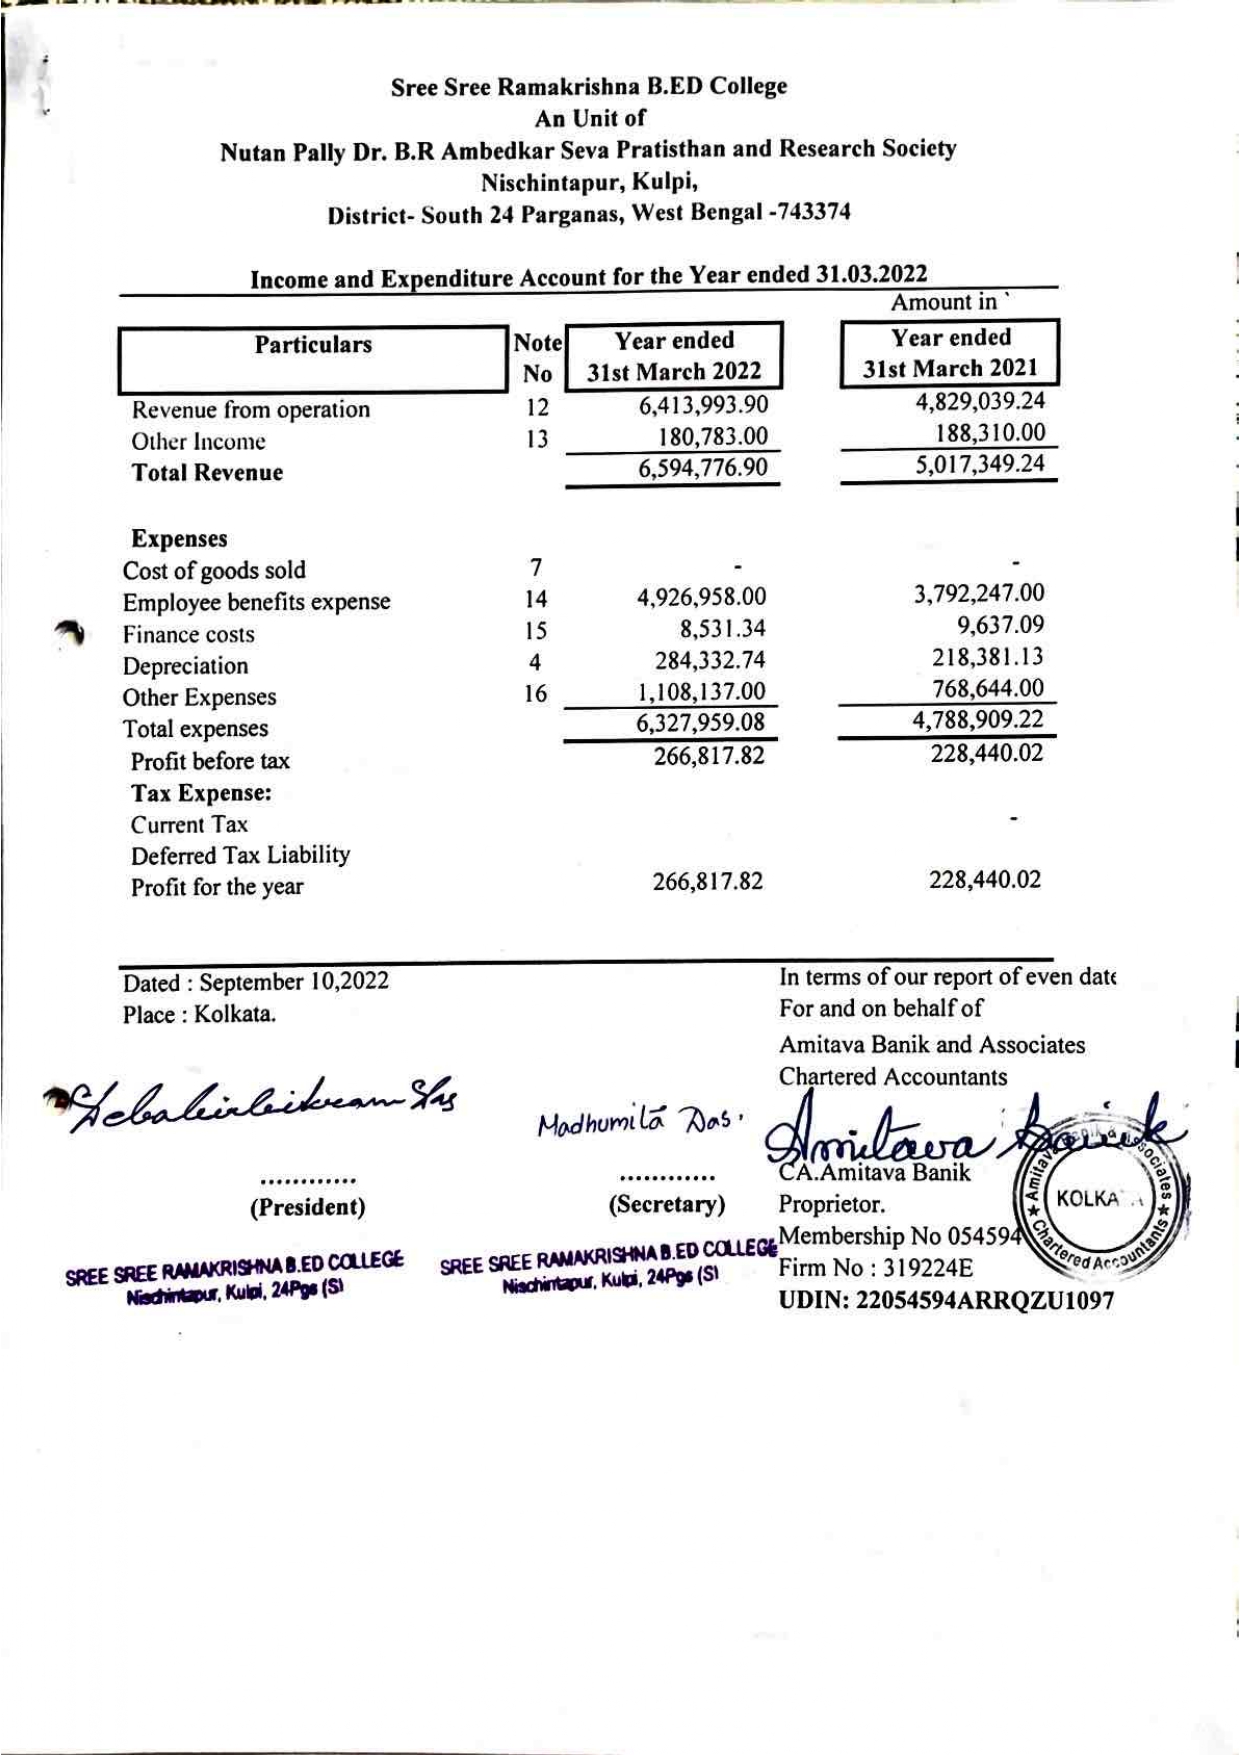 Sree Sree Ramakrishna B.ED College
An Unit of
Nutan Pally Dr. B.R Ambedkar Seva Pratisthan and Research Society
Nischintapur, Kulpi,
District- South 24 Parganas, West Bengal -743374
Income and Expenditure Account for the Year ended 31.03.2022
Amount in `
Particulars Note No Year ended 31st March 2022 Year ended 31st March 2021
Revenue from operation 12 6,413,993.90 4,829,039.24
Other Income 13 180,783.00 188,310.00
Total Revenue 6,594,776.90 5,017,349.24
Expenses
Cost of goods sold 7 - -
Employee benefits expense 14 4,926,958.00 3,792,247.00
Finance costs 15 8,531.34 9,637.09
Depreciation 4 284,332.74 218,381.13
Other Expenses 16 1,108,137.00 768,644.00
Total expenses 6,327,959.08 4,788,909.22
Profit before tax 266,817.82 228,440.02
Tax Expense:
Current Tax -
Deferred Tax Liability
Profit for the year 266,817.82 228,440.02
Dated : September 10,2022
Place : Kolkata.
In terms of our report of even date
For and on behalf of
Amitava Banik and Associates
Chartered Accountants
Madhumita Das.
Amitava Banik
CA.Amitava Banik
............
(President)
............
(Secretary)
Proprietor.
Membership No 054594
Firm No : 319224E
UDIN: 22054594ARRQZU1097
SREE SREE RAMAKRISHNA B.ED COLLEGE
Nischintapur, Kulpi, 24Pgs (S)
SREE SREE RAMAKRISHNA B.ED COLLEGE
Nischintapur, Kulpi, 24Pgs (S)
Chartered Accountants